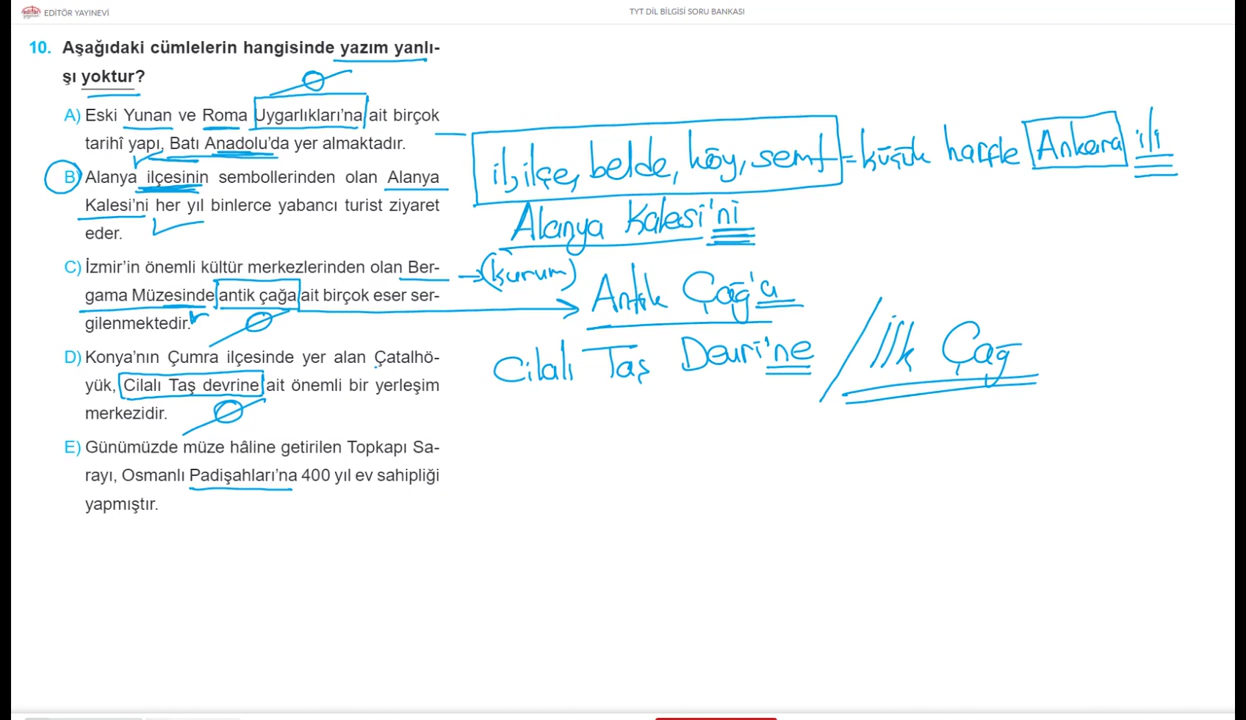 EDİTÖR YAYINEVİ
TYT DİL BİLGİSİ SORU BANKASI
10. Aşağıdaki cümlelerin hangisinde yazım yanlı-
şı yoktur?
A) Eski Yunan ve Roma Uygarlıkları'na ait birçok
tarihî yapı, Batı Anadolu'da yer almaktadır.
B) Alanya ilçesinin sembollerinden olan Alanya
Kalesi'ni her yıl binlerce yabancı turist ziyaret
eder.
C) İzmir'in önemli kültür merkezlerinden olan Ber-
gama Müzesinde antik çağa ait birçok eser ser-
gilenmektedir.
D) Konya'nın Çumra ilçesinde yer alan Çatalhö-
yük, Cilalı Taş devrine ait önemli bir yerleşim
merkezidir.
E) Günümüzde müze hâline getirilen Topkapı Sa-
rayı, Osmanlı Padişahları'na 400 yıl ev sahipliği
yapmıştır.
il, ilçe, belde, köy, semt = küçük harfle Ankara ili
Alanya Kalesi'ni
(kurum)
Antik Çağ'a
Cilalı Taş Devri'ne / İlk Çağ